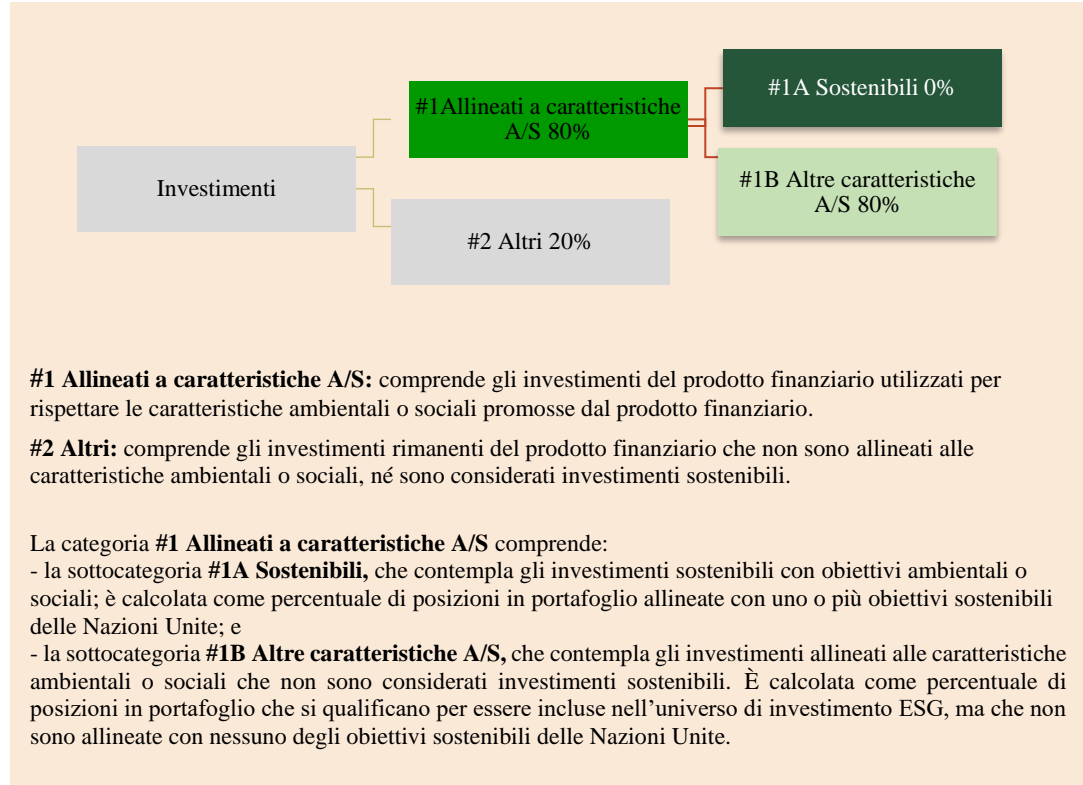 #1A Sostenibili 0%
#1Allineati a caratteristiche
A/S 80%
Investimenti
#1B Altre caratteristiche
A/S 80%
#2 Altri 20%
#1 Allineati a caratteristiche A/S: comprende gli investimenti del prodotto finanziario utilizzati per
rispettare le caratteristiche ambientali o sociali promosse dal prodotto finanziario.
#2 Altri: comprende gli investimenti rimanenti del prodotto finanziario che non sono allineati alle
caratteristiche ambientali o sociali, né sono considerati investimenti sostenibili.
La categoria #1 Allineati a caratteristiche A/S comprende:
- la sottocategoria #1A Sostenibili, che contempla gli investimenti sostenibili con obiettivi ambientali o
sociali; è calcolata come percentuale di posizioni in portafoglio allineate con uno o più obiettivi sostenibili
delle Nazioni Unite; e
- la sottocategoria #1B Altre caratteristiche A/S, che contempla gli investimenti allineati alle caratteristiche
ambientali o sociali che non sono considerati investimenti sostenibili. È calcolata come percentuale di
posizioni in portafoglio che si qualificano per essere incluse nell’universo di investimento ESG, ma che non
sono allineate con nessuno degli obiettivi sostenibili delle Nazioni Unite.